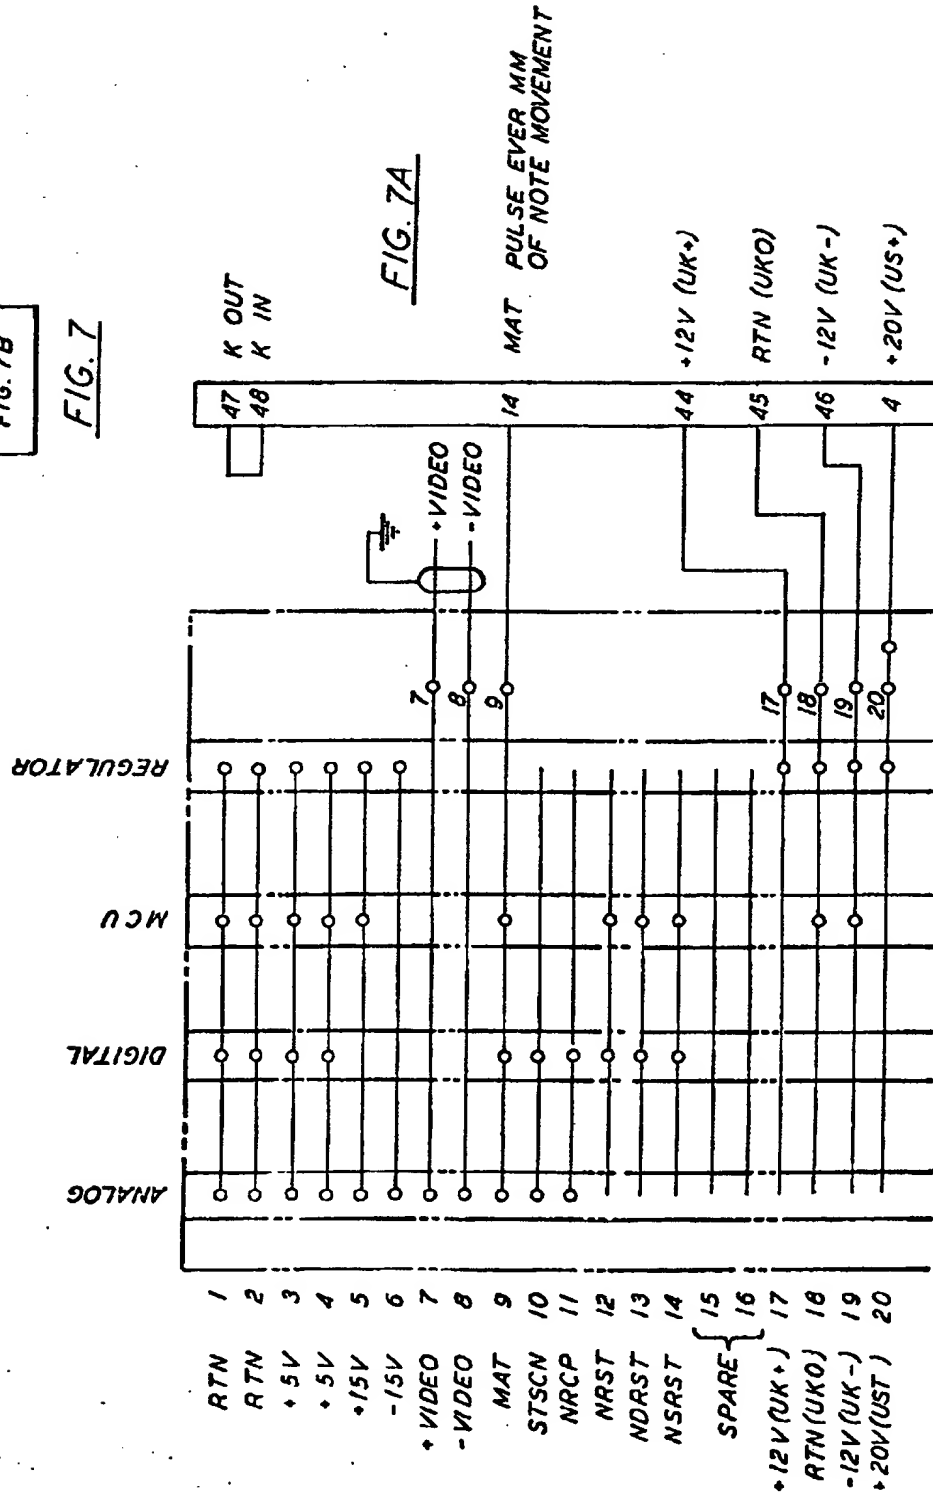 FIG. 7B
FIG. 7
FIG. 7A
47 K OUT
48 K IN
14 MAT PULSE EVER MM
OF NOTE MOVEMENT
44 +12V (UK+)
45 RTN (UKO)
46 -12V (UK-)
4 +20V (US+)
+VIDEO
-VIDEO
7
8
9
17
18
19
20
REGULATOR
MCU
DIGITAL
ANALOG
RTN 1
RTN 2
+5V 3
+5V 4
+15V 5
-15V 6
+VIDEO 7
-VIDEO 8
MAT 9
STSCN 10
NRCP 11
NRST 12
NDRST 13
NSRST 14
SPARE 15
16
+12V(UK+) 17
RTN(UKO) 18
-12V(UK-) 19
+20V(UST) 20